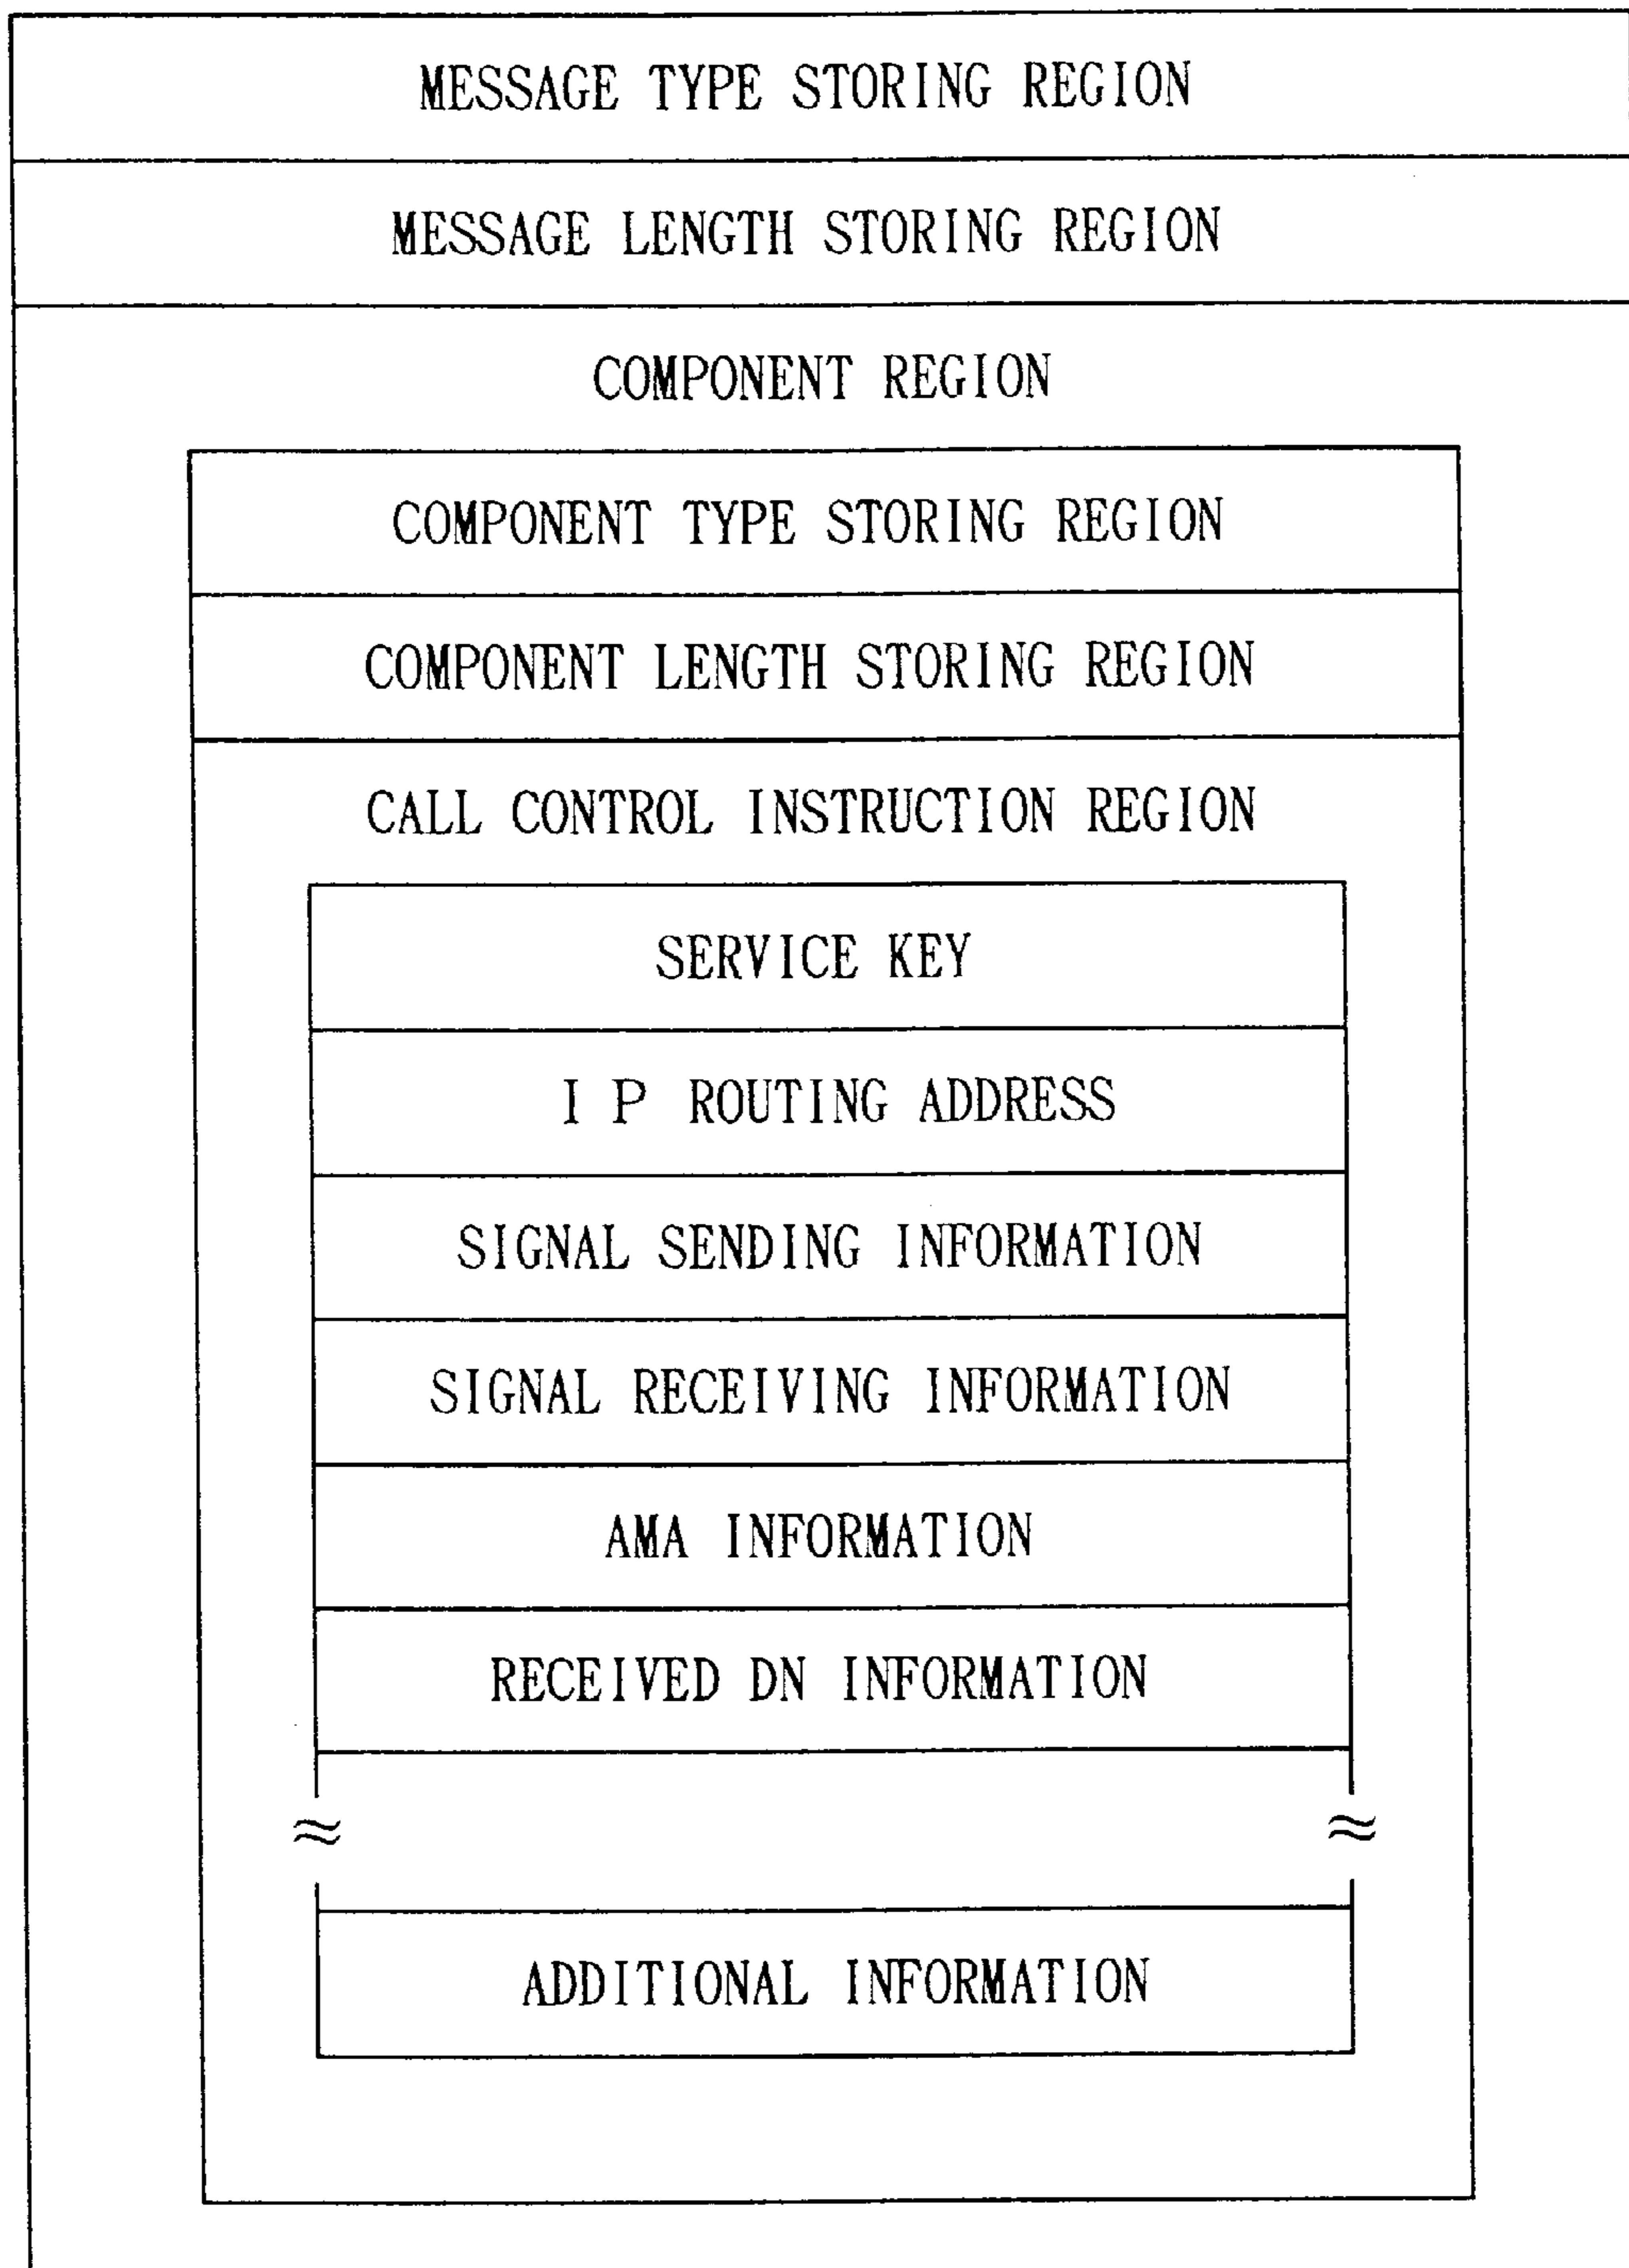 MESSAGE TYPE STORING REGION
MESSAGE LENGTH STORING REGION
COMPONENT REGION
COMPONENT TYPE STORING REGION
COMPONENT LENGTH STORING REGION
CALL CONTROL INSTRUCTION REGION
SERVICE KEY
I P ROUTING ADDRESS
SIGNAL SENDING INFORMATION
SIGNAL RECEIVING INFORMATION
AMA INFORMATION
RECEIVED DN INFORMATION
ADDITIONAL INFORMATION